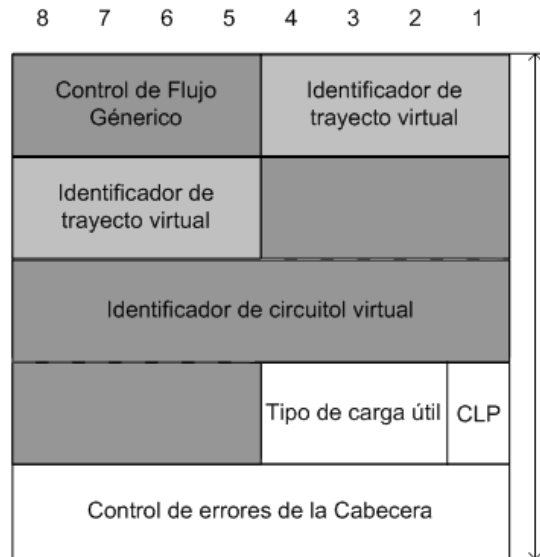 8 7 6 5 4 3 2 1
Control de Flujo
Génerico
Identificador de
trayecto virtual
Identificador de
trayecto virtual
Identificador de circuitol virtual
Tipo de carga útil
CLP
Control de errores de la Cabecera